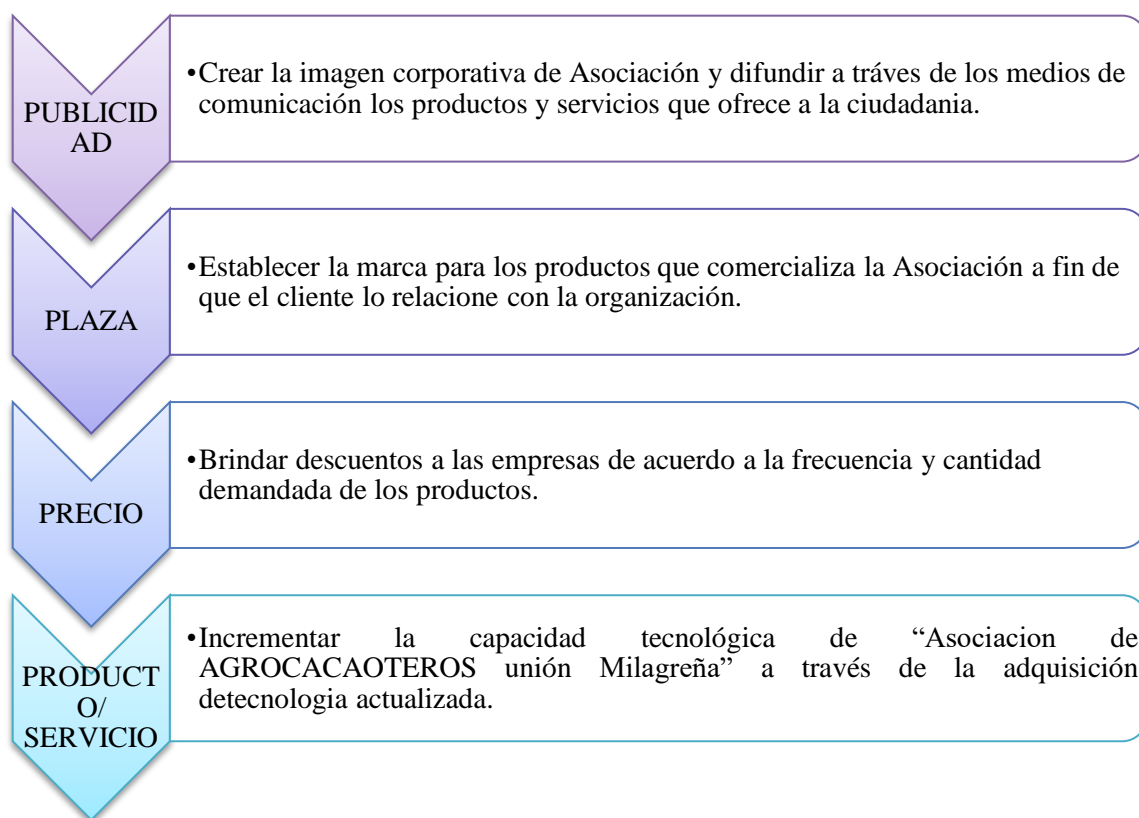 PUBLICID
AD
•Crear la imagen corporativa de Asociación y difundir a tráves de los medios de
comunicación los productos y servicios que ofrece a la ciudadania.
PLAZA
•Establecer la marca para los productos que comercializa la Asociación a fin de
que el cliente lo relacione con la organización.
PRECIO
•Brindar descuentos a las empresas de acuerdo a la frecuencia y cantidad
demandada de los productos.
PRODUCT
O/
SERVICIO
•Incrementar la capacidad tecnológica de “Asociacion de
AGROCACAOTEROS unión Milagreña” a través de la adquisición
detecnologia actualizada.